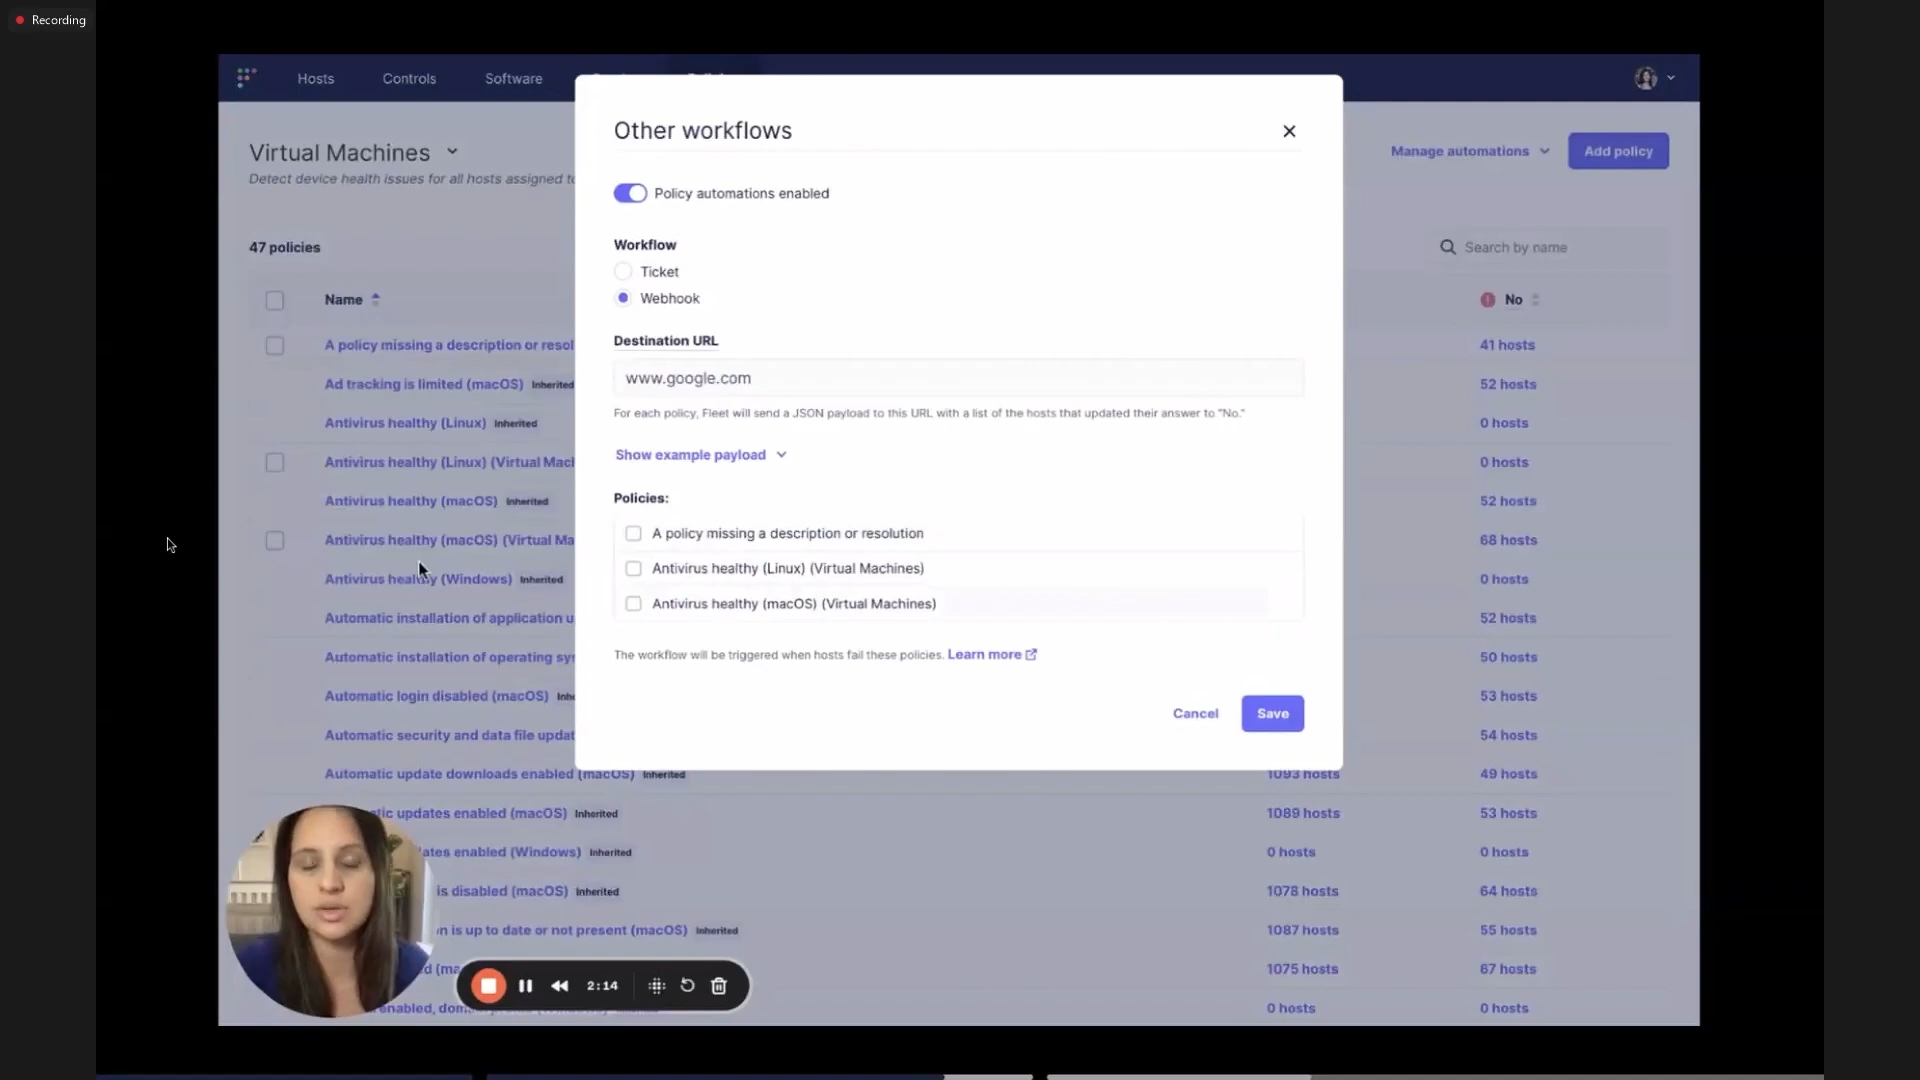 Recording
Hosts Controls Software
Virtual Machines
Detect device health issues for all hosts assigned to
Manage automations
Add policy
47 policies
Search by name
Name
No
A policy missing a description or resol
41 hosts
Ad tracking is limited (macOS) Inherited
52 hosts
Antivirus healthy (Linux) Inherited
0 hosts
Antivirus healthy (Linux) (Virtual Mach
0 hosts
Antivirus healthy (macOS) Inherited
52 hosts
Antivirus healthy (macOS) (Virtual Ma
68 hosts
Antivirus healthy (Windows) Inherited
0 hosts
Automatic installation of application u
52 hosts
Automatic installation of operating sy
50 hosts
Automatic login disabled (macOS) Inhe
53 hosts
Automatic security and data file updat
54 hosts
Automatic update downloads enabled (macOS) Inherited
1093 hosts
49 hosts
tic updates enabled (macOS) Inherited
1089 hosts
53 hosts
ates enabled (Windows) Inherited
0 hosts
0 hosts
is disabled (macOS) Inherited
1078 hosts
64 hosts
n is up to date or not present (macOS) Inherited
1087 hosts
55 hosts
d (ma
1075 hosts
67 hosts
enabled, dom
0 hosts
0 hosts
Other workflows
Policy automations enabled
Workflow
Ticket
Webhook
Destination URL
www.google.com
For each policy, Fleet will send a JSON payload to this URL with a list of the hosts that updated their answer to "No."
Show example payload
Policies:
A policy missing a description or resolution
Antivirus healthy (Linux) (Virtual Machines)
Antivirus healthy (macOS) (Virtual Machines)
The workflow will be triggered when hosts fail these policies. Learn more
Cancel
Save
2:14